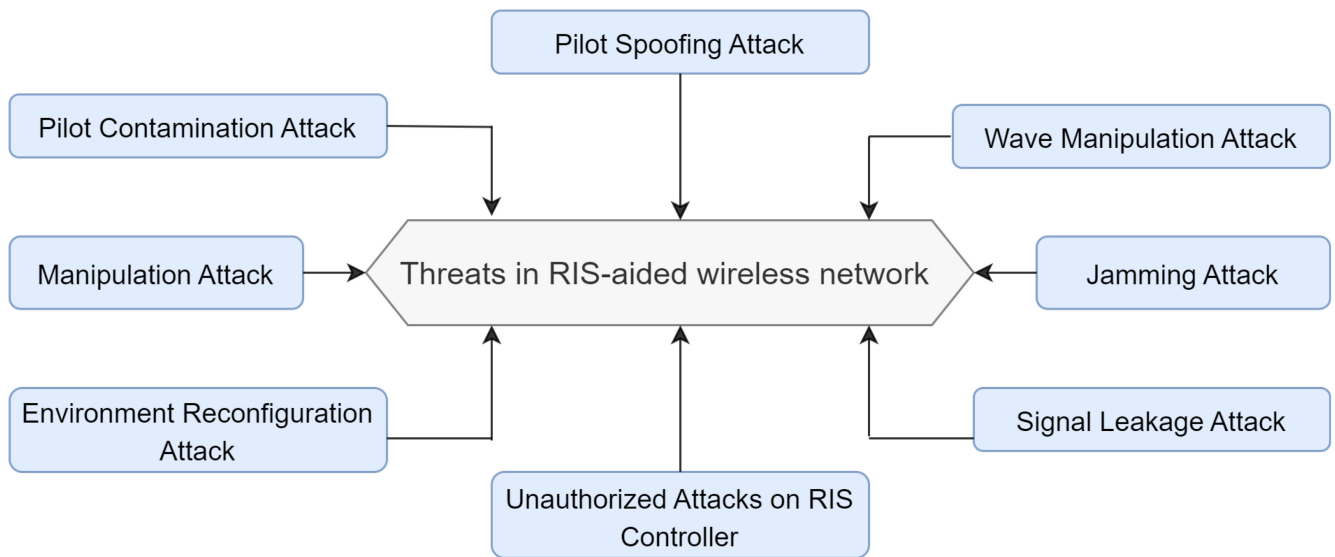 Pilot Spoofing Attack
Pilot Contamination Attack
Wave Manipulation Attack
Manipulation Attack
Threats in RIS-aided wireless network
Jamming Attack
Environment Reconfiguration
Attack
Signal Leakage Attack
Unauthorized Attacks on RIS
Controller